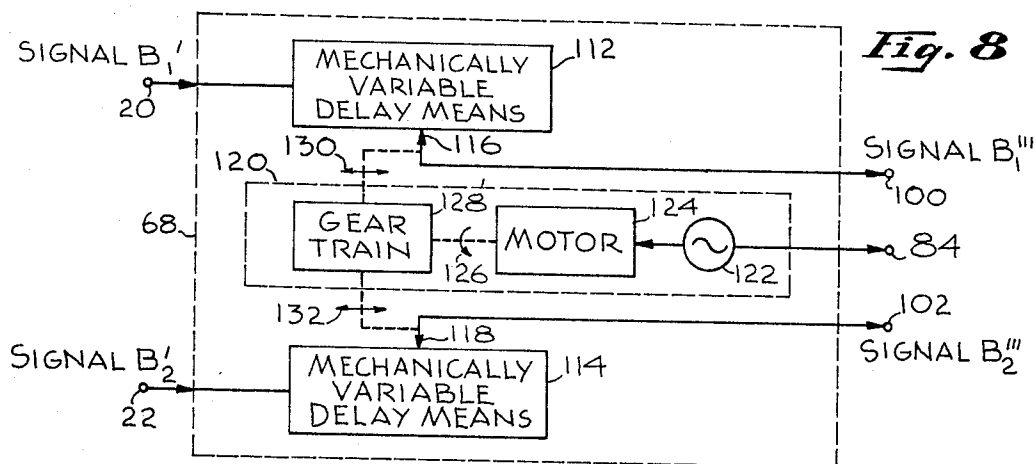 Fig. 8
SIGNAL B₁′
20
MECHANICALLY
VARIABLE
DELAY MEANS
112
116
130
120
SIGNAL B₁‴
100
68
GEAR
TRAIN
128′
126
MOTOR
124
122
84
132
118
102
SIGNAL B₂‴
SIGNAL B₂′
22
MECHANICALLY
VARIABLE
DELAY MEANS
114